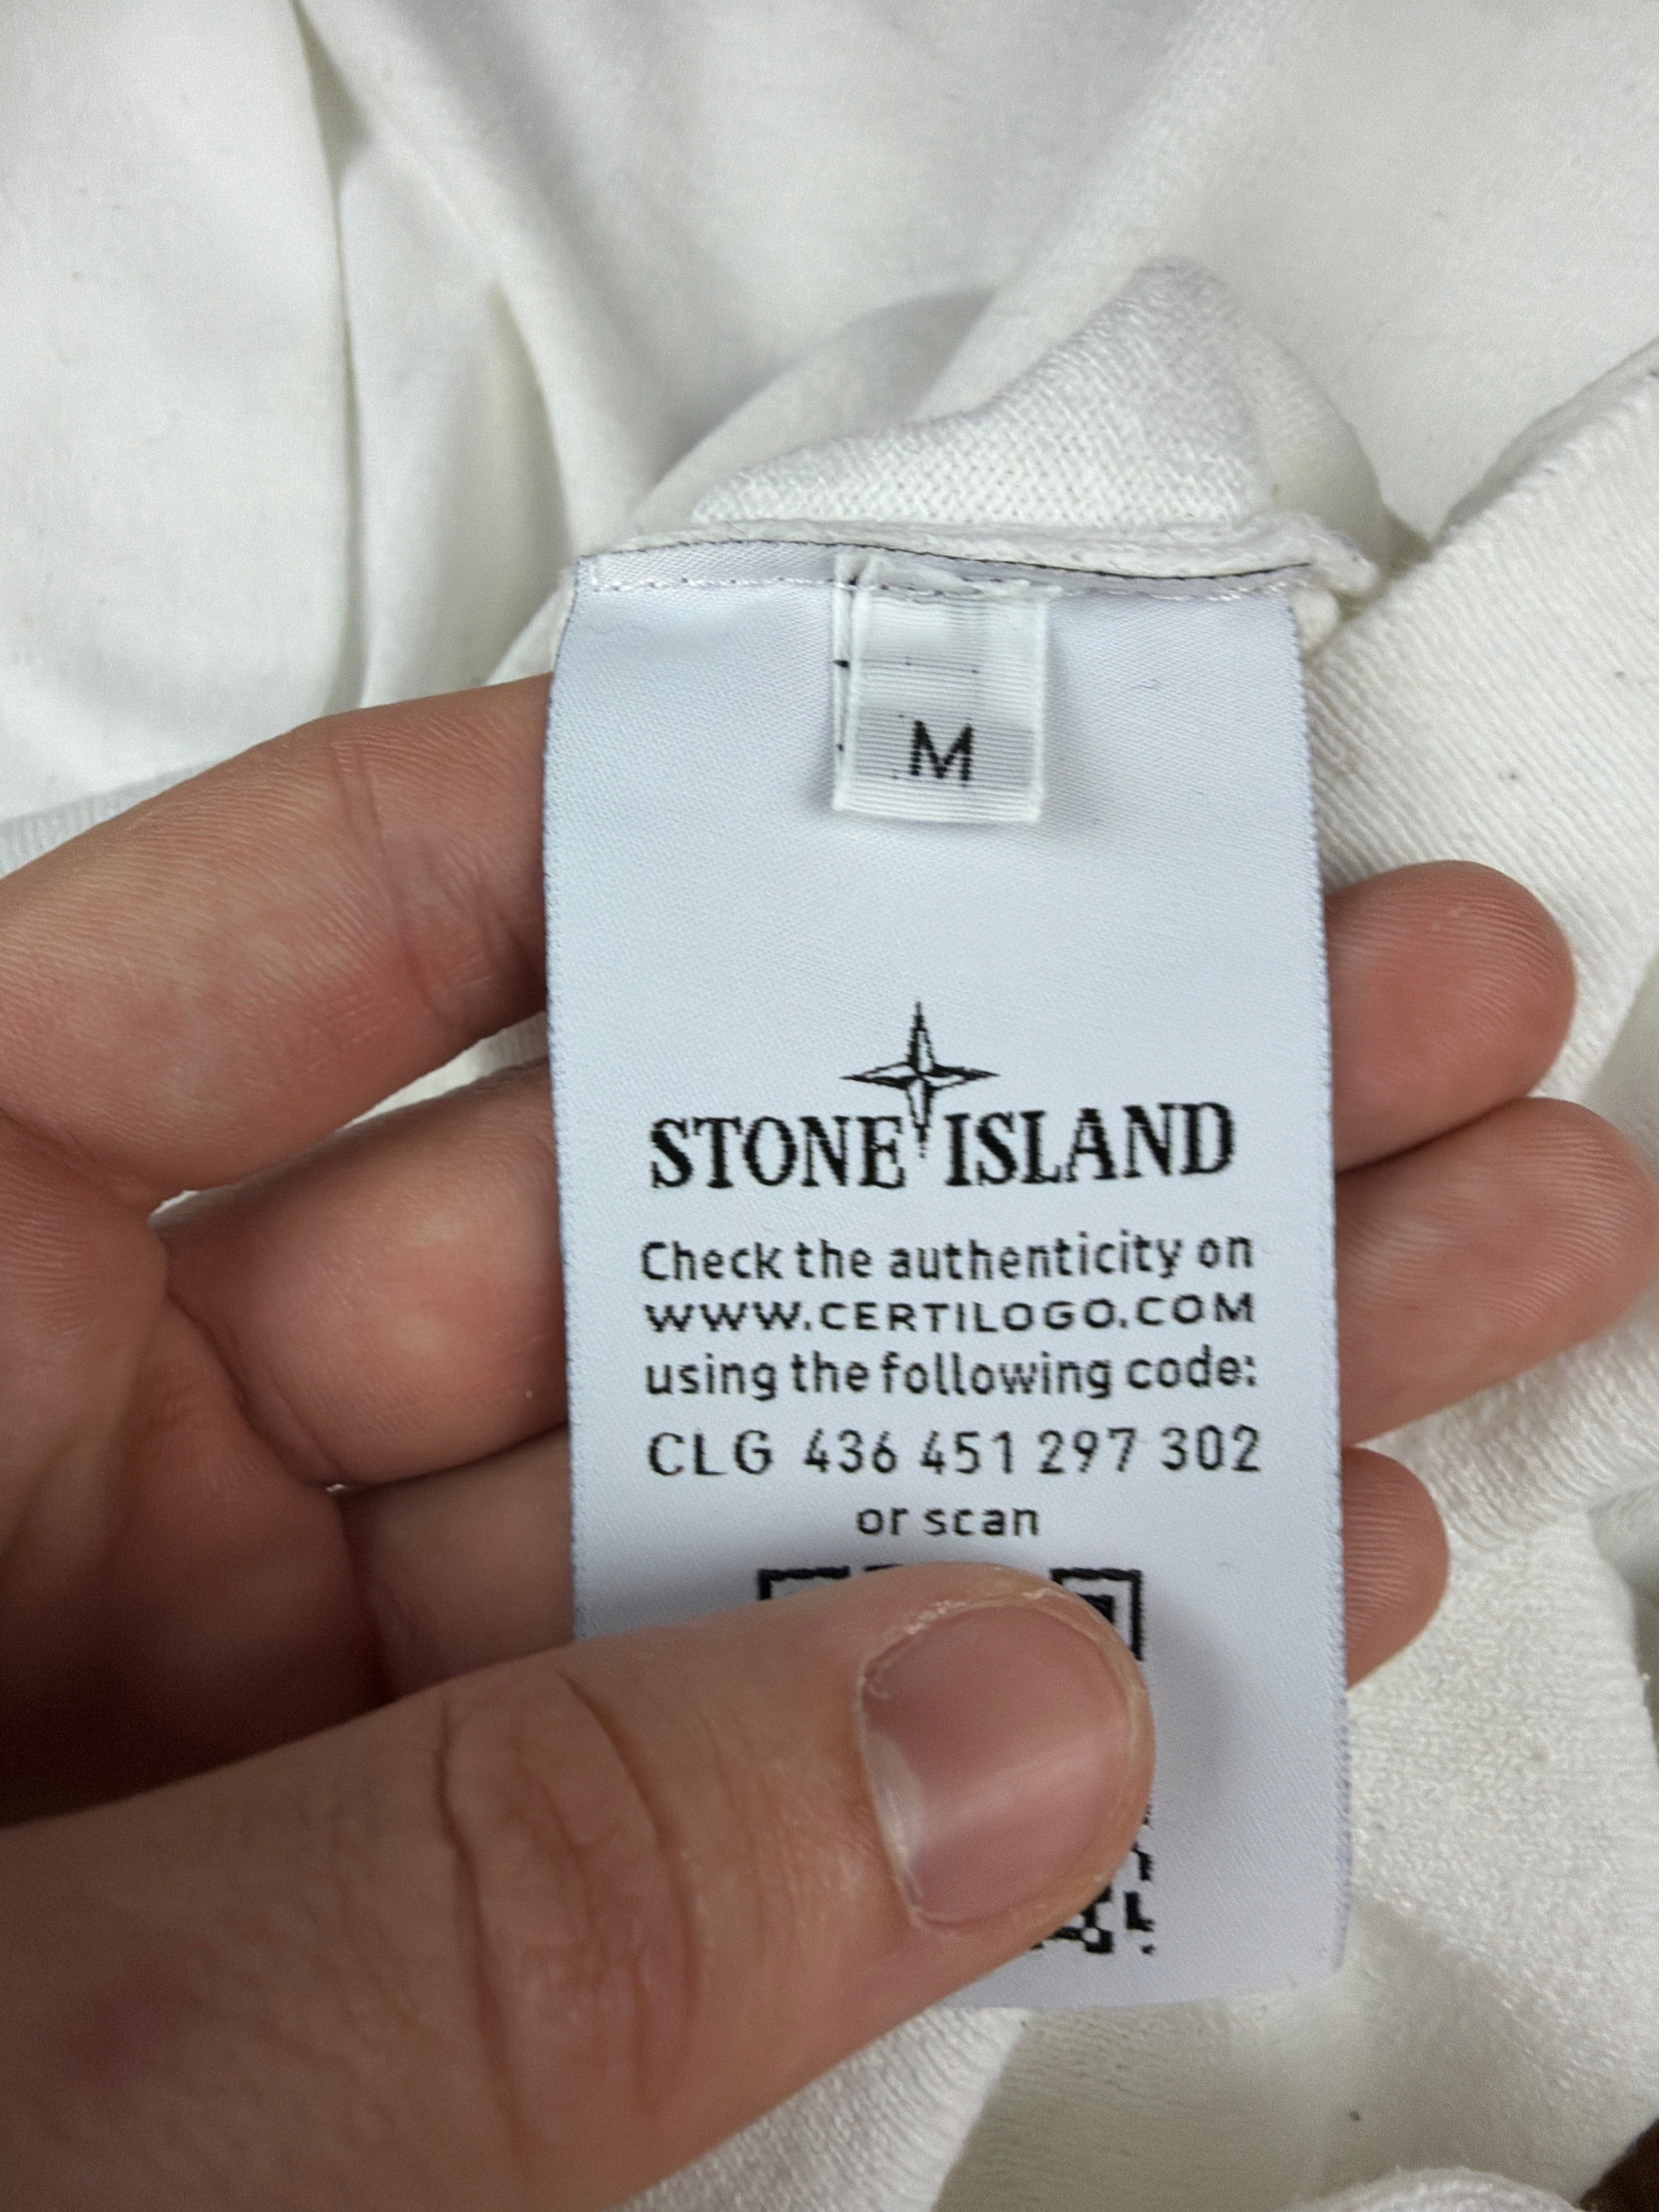 M
STONE ISLAND
Check the authenticity on
WWW.CERTILOGO.COM
using the following code:
CLG 436 451 297 302
or scan